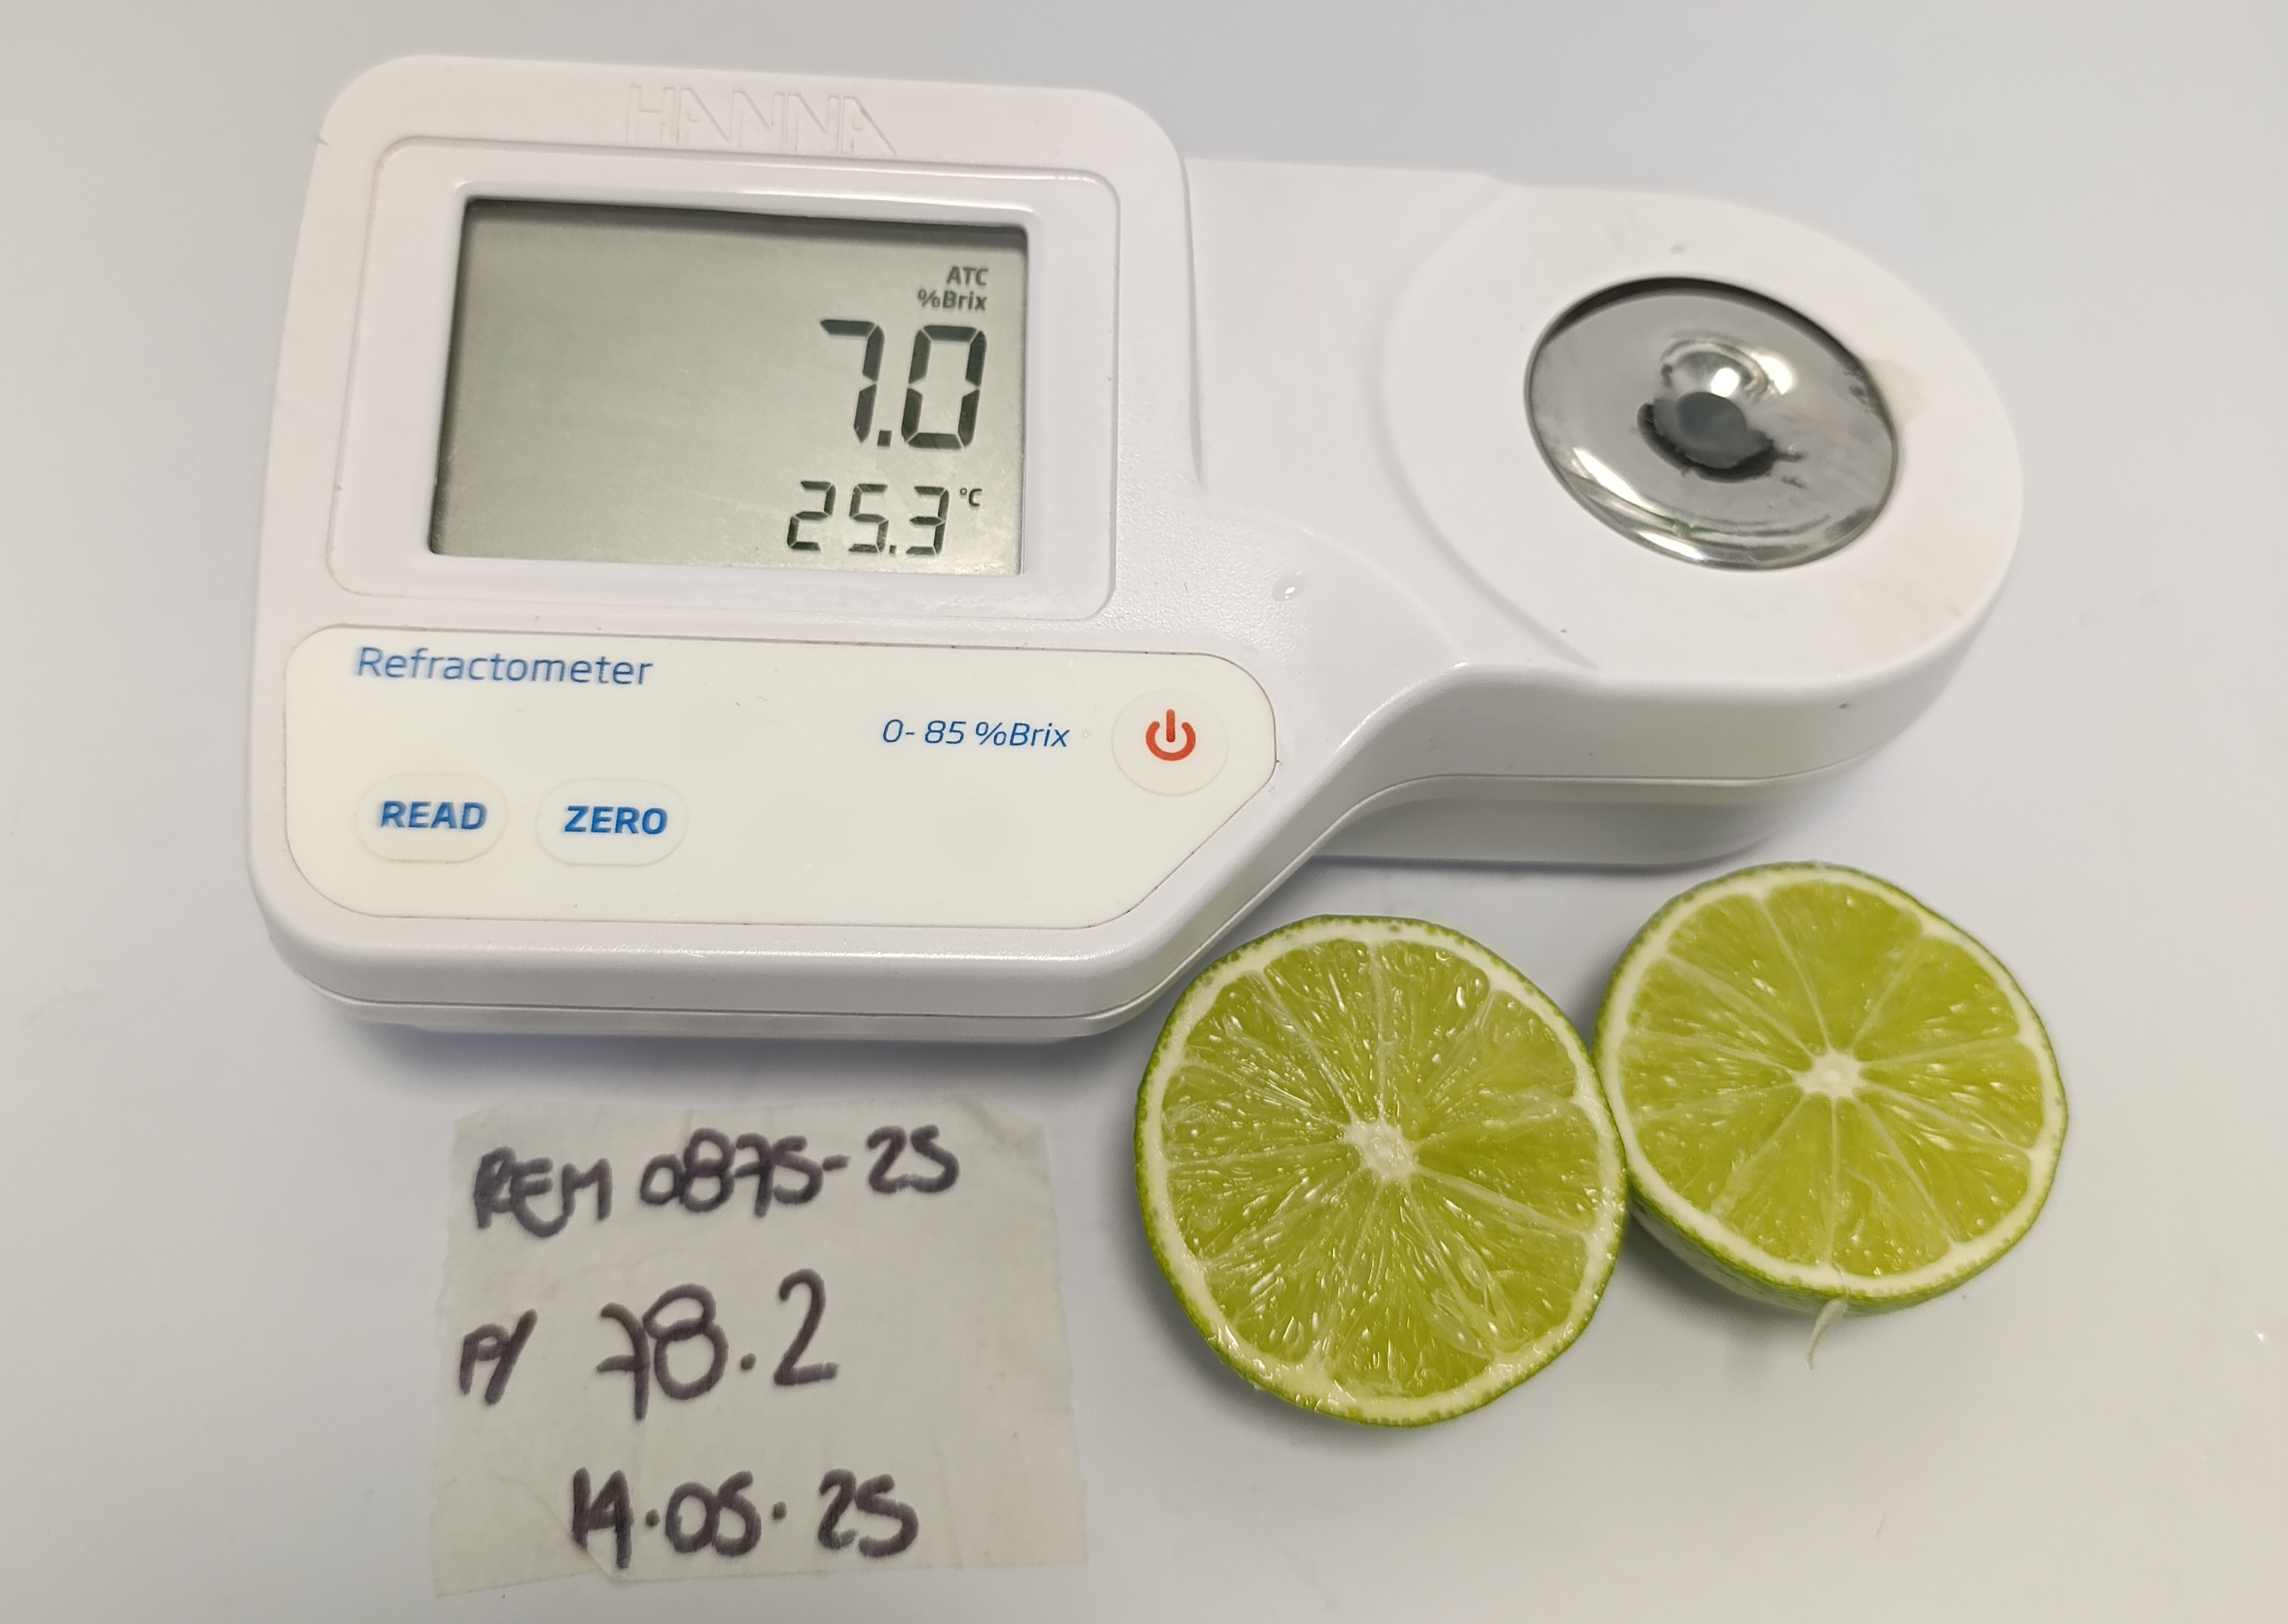 HANNA
ATC
%Brix
7.0
25.3 °C
Refractometer
0-85 %Brix
READ ZERO
REM 0875-25
P/ 78.2
14.05.25